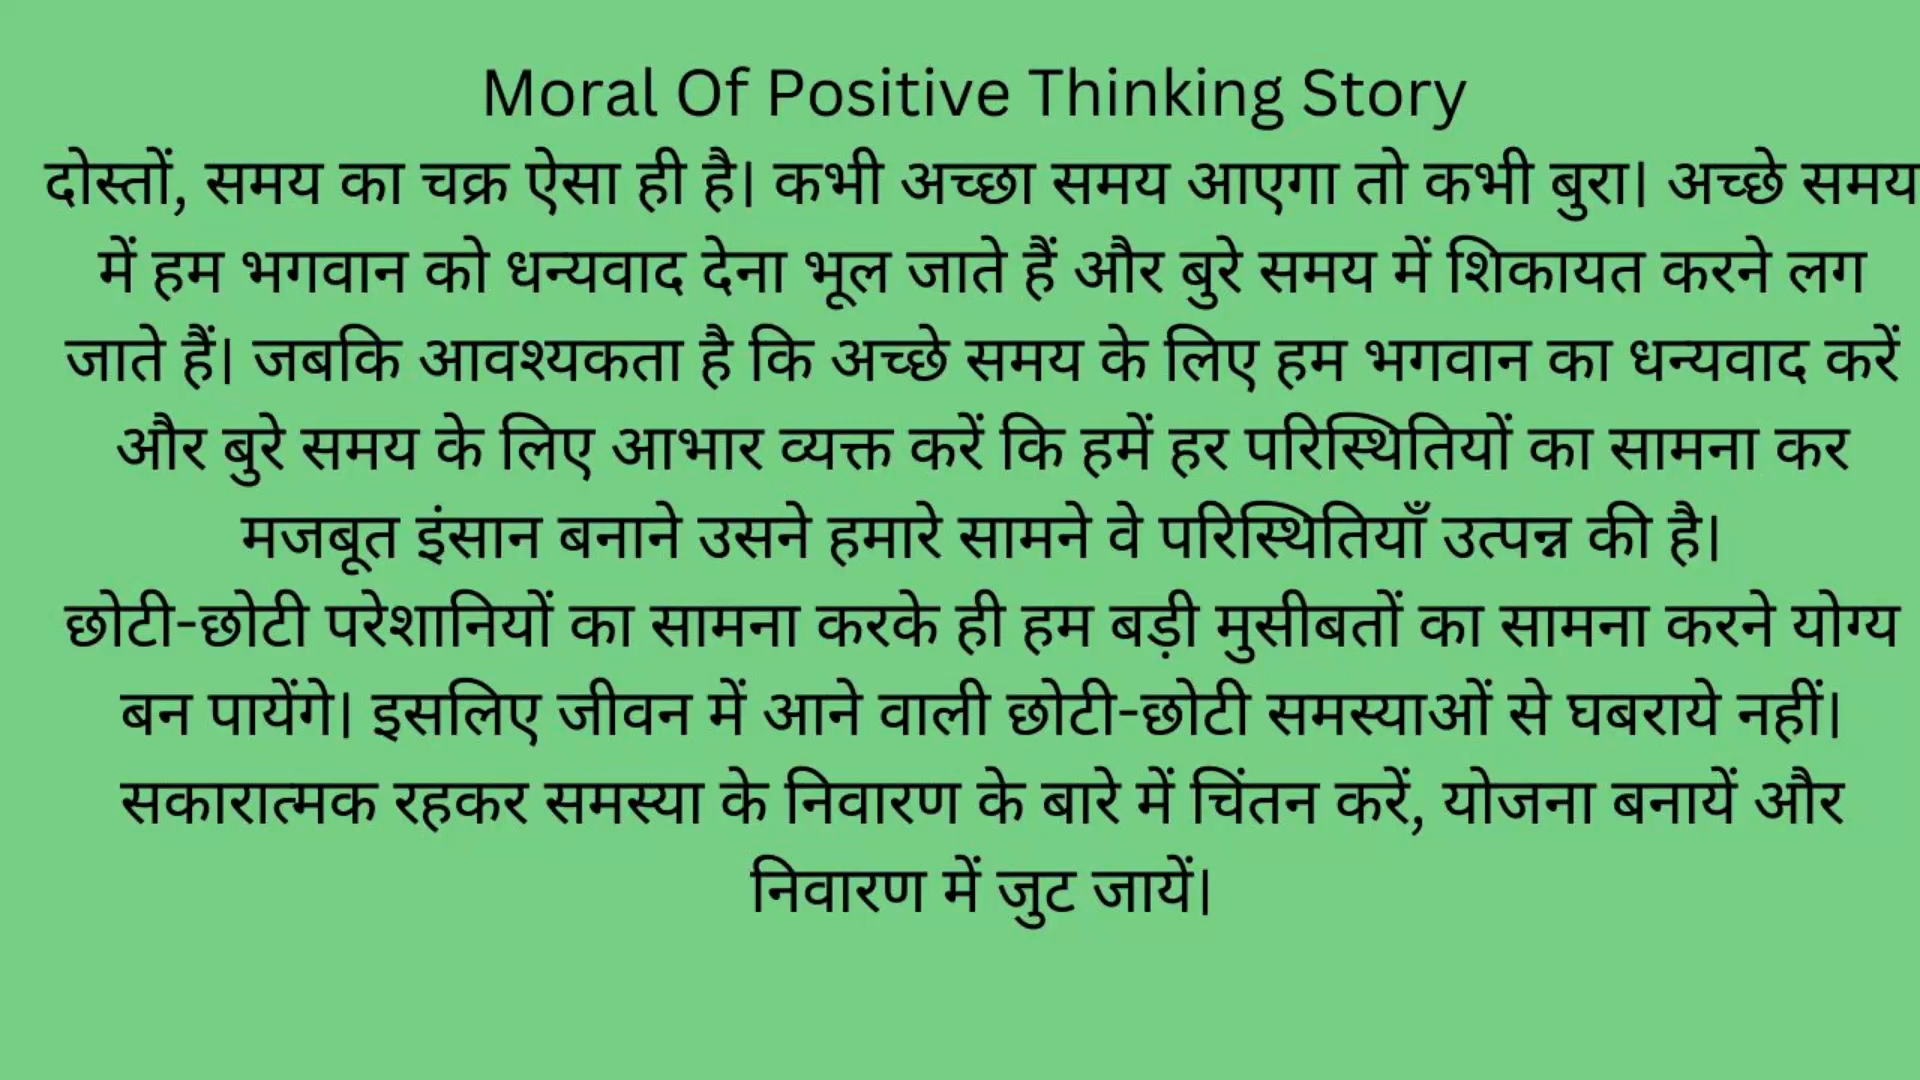 Moral Of Positive Thinking Story
दोस्तों, समय का चक्र ऐसा ही है। कभी अच्छा समय आएगा तो कभी बुरा। अच्छे समय
में हम भगवान को धन्यवाद देना भूल जाते हैं और बुरे समय में शिकायत करने लग
जाते हैं। जबकि आवश्यकता है कि अच्छे समय के लिए हम भगवान का धन्यवाद करें
और बुरे समय के लिए आभार व्यक्त करें कि हमें हर परिस्थितियों का सामना कर
मजबूत इंसान बनाने उसने हमारे सामने वे परिस्थितियाँ उत्पन्न की है।
छोटी-छोटी परेशानियों का सामना करके ही हम बड़ी मुसीबतों का सामना करने योग्य
बन पायेंगे। इसलिए जीवन में आने वाली छोटी-छोटी समस्याओं से घबराये नहीं।
सकारात्मक रहकर समस्या के निवारण के बारे में चिंतन करें, योजना बनायें और
निवारण में जुट जायें।